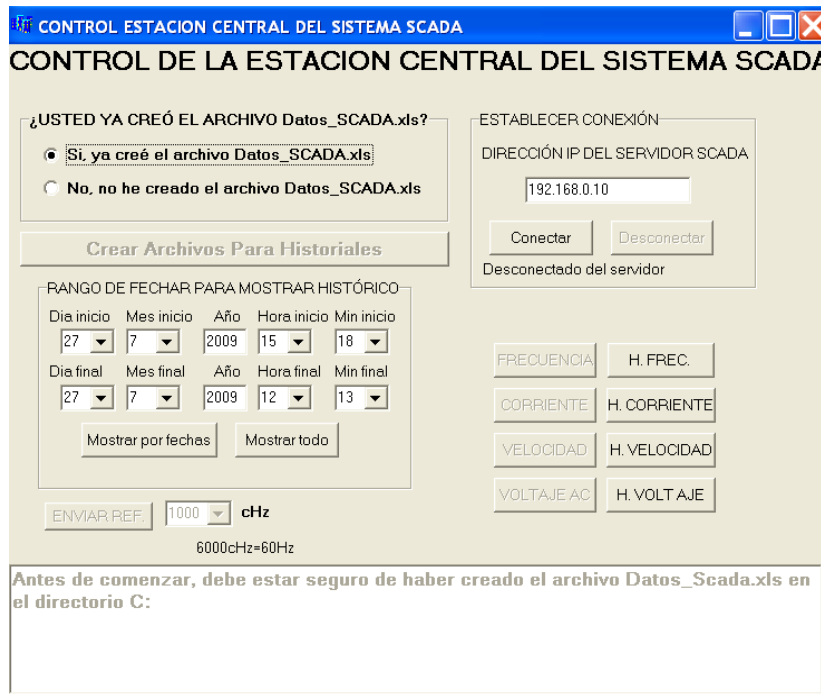 CONTROL ESTACION CENTRAL DEL SISTEMA SCADA
CONTROL DE LA ESTACION CENTRAL DEL SISTEMA SCADA
¿USTED YA CREÓ EL ARCHIVO Datos_SCADA.xls?
Si, ya creé el archivo Datos_SCADA.xls
No, no he creado el archivo Datos_SCADA.xls
Crear Archivos Para Historiales
ESTABLECER CONEXIÓN
DIRECCIÓN IP DEL SERVIDOR SCADA
192.168.0.10
Conectar Desconectar
Desconectado del servidor
RANGO DE FECHAR PARA MOSTRAR HISTÓRICO
Dia inicio Mes inicio Año Hora inicio Min inicio
27 7 2009 15 18
Dia final Mes final Año Hora final Min final
27 7 2009 12 13
Mostrar por fechas Mostrar todo
FRECUENCIA H. FREC.
CORRIENTE H. CORRIENTE
VELOCIDAD H. VELOCIDAD
VOLTAJE AC H. VOLTAJE
ENVIAR REF. 1000 cHz
6000cHz=60Hz
Antes de comenzar, debe estar seguro de haber creado el archivo Datos_Scada.xls en
el directorio C: